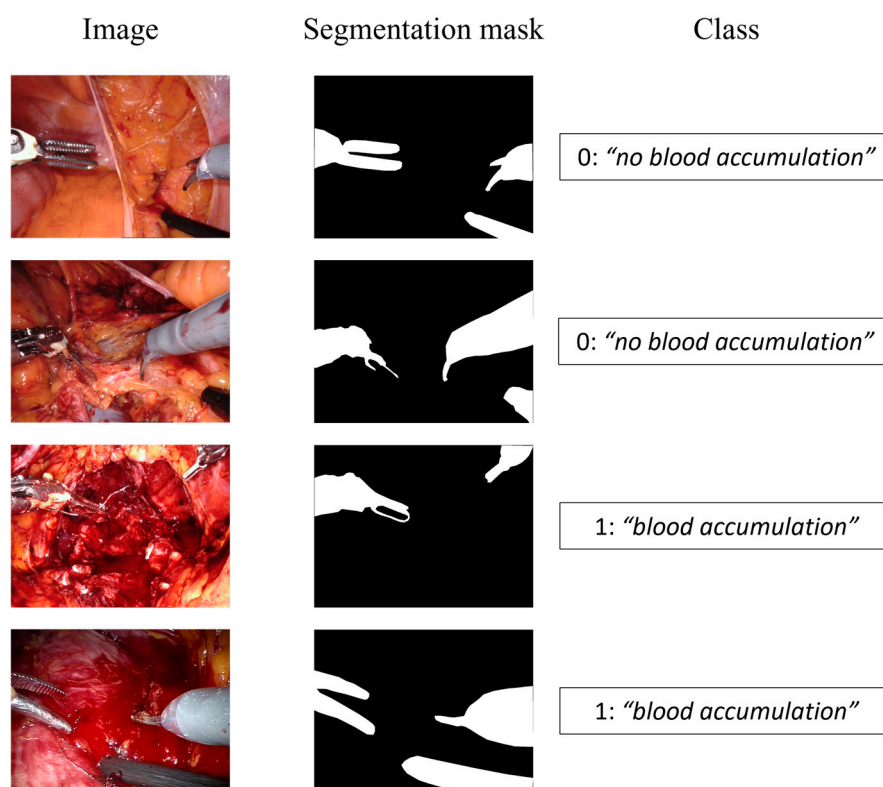 Image Segmentation mask Class
0: “no blood accumulation”
0: “no blood accumulation”
1: “blood accumulation”
1: “blood accumulation”